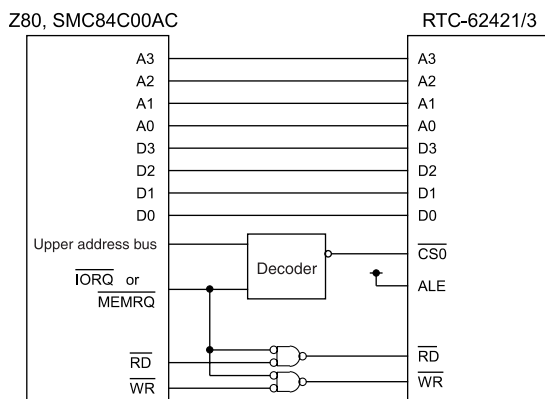 Z80, SMC84C00AC
RTC-62421/3
A3
A3
A2
A2
A1
A1
A0
A0
D3
D3
D2
D2
D1
D1
D0
D0
Upper address bus
Decoder
CS0
IORQ or
MEMRQ
ALE
RD
RD
WR
WR